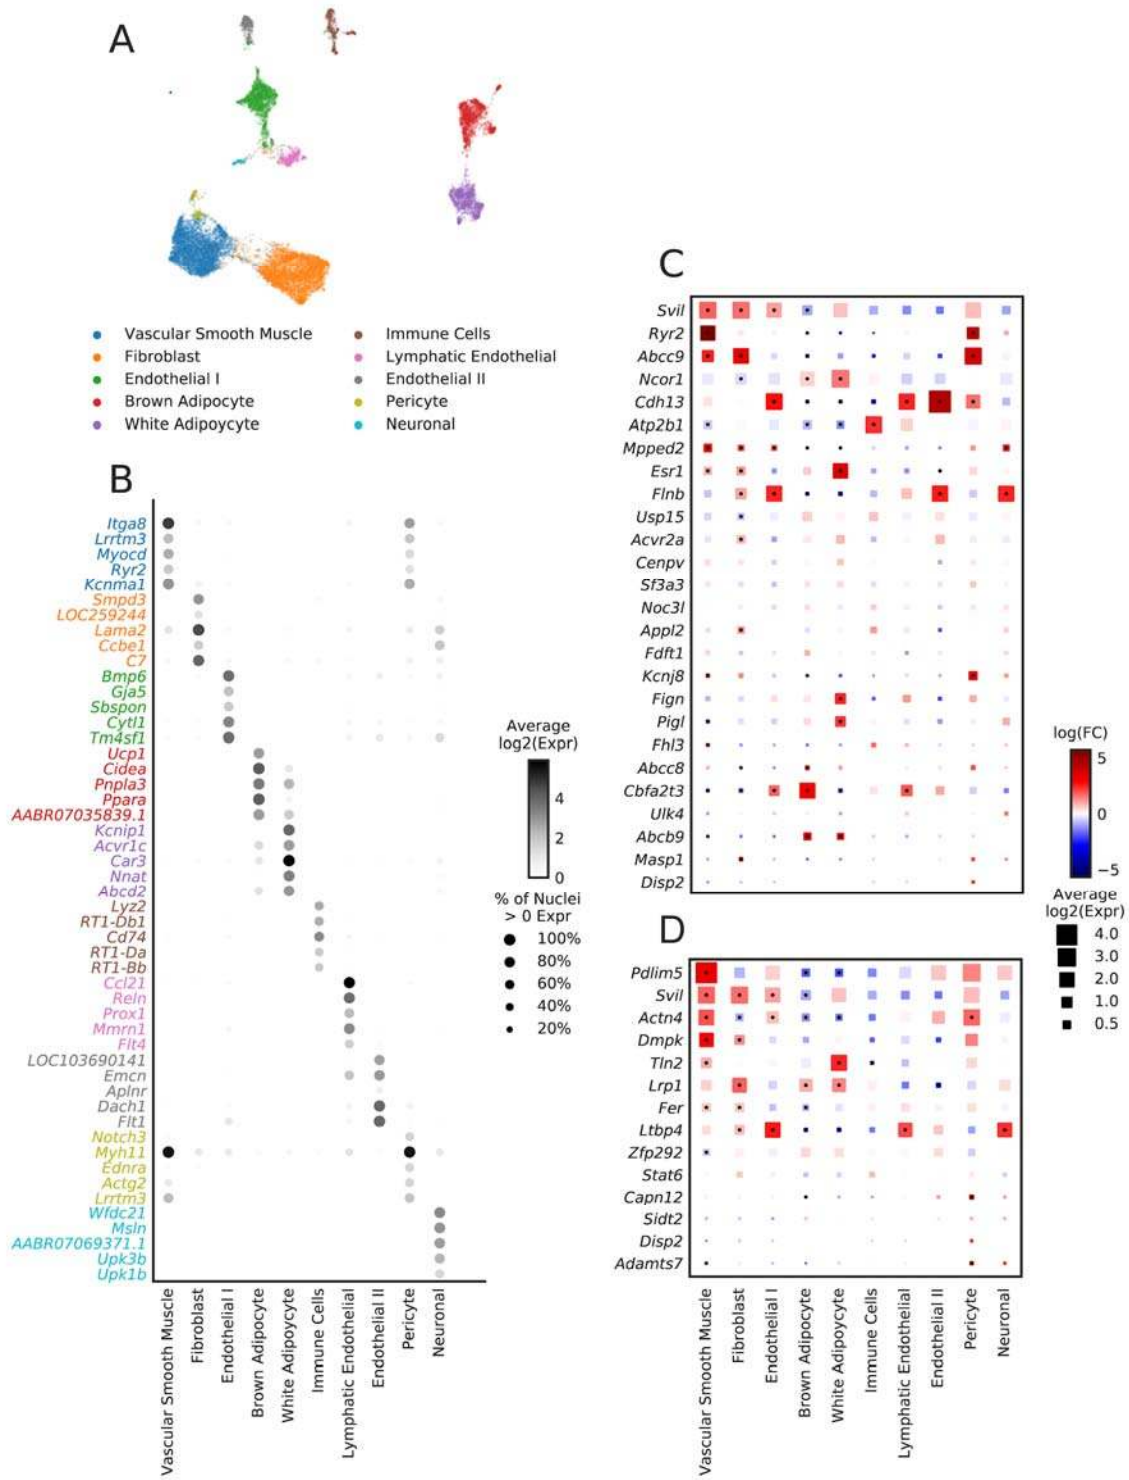 A
Vascular Smooth Muscle
Fibroblast
Endothelial I
Brown Adipocyte
White Adipoycyte
Immune Cells
Lymphatic Endothelial
Endothelial II
Pericyte
Neuronal
B
Itga8
Lrrtm3
Myocd
Ryr2
Kcnma1
Smpd3
LOC259244
Lama2
Ccbe1
C7
Bmp6
Gja5
Sbspon
Cytl1
Tm4sf1
Ucp1
Cidea
Pnpla3
Ppara
AABR07035839.1
Kcnip1
Acvr1c
Car3
Nnat
Abcd2
Lyz2
RT1-Db1
Cd74
RT1-Da
RT1-Bb
Ccl21
Reln
Prox1
Mmrn1
Flt4
LOC103690141
Emcn
Aplnr
Dach1
Flt1
Notch3
Myh11
Ednra
Actg2
Lrrtm3
Wfdc21
Msln
AABR07069371.1
Upk3b
Upk1b
Vascular Smooth Muscle
Fibroblast
Endothelial I
Brown Adipocyte
White Adipoycyte
Immune Cells
Lymphatic Endothelial
Endothelial II
Pericyte
Neuronal
Average
log2(Expr)
4
2
0
% of Nuclei
> 0 Expr
100%
80%
60%
40%
20%
C
Svil
Ryr2
Abcc9
Ncor1
Cdh13
Atp2b1
Mpped2
Esr1
Flnb
Usp15
Acvr2a
Cenpv
Sf3a3
Noc3l
Appl2
Fdft1
Kcnj8
Fign
Pigl
Fhl3
Abcc8
Cbfa2t3
Ulk4
Abcb9
Masp1
Disp2
log(FC)
5
0
−5
Average
log2(Expr)
4.0
3.0
2.0
1.0
0.5
D
Pdlim5
Svil
Actn4
Dmpk
Tln2
Lrp1
Fer
Ltbp4
Zfp292
Stat6
Capn12
Sidt2
Disp2
Adamts7
Vascular Smooth Muscle
Fibroblast
Endothelial I
Brown Adipocyte
White Adipoycyte
Immune Cells
Lymphatic Endothelial
Endothelial II
Pericyte
Neuronal